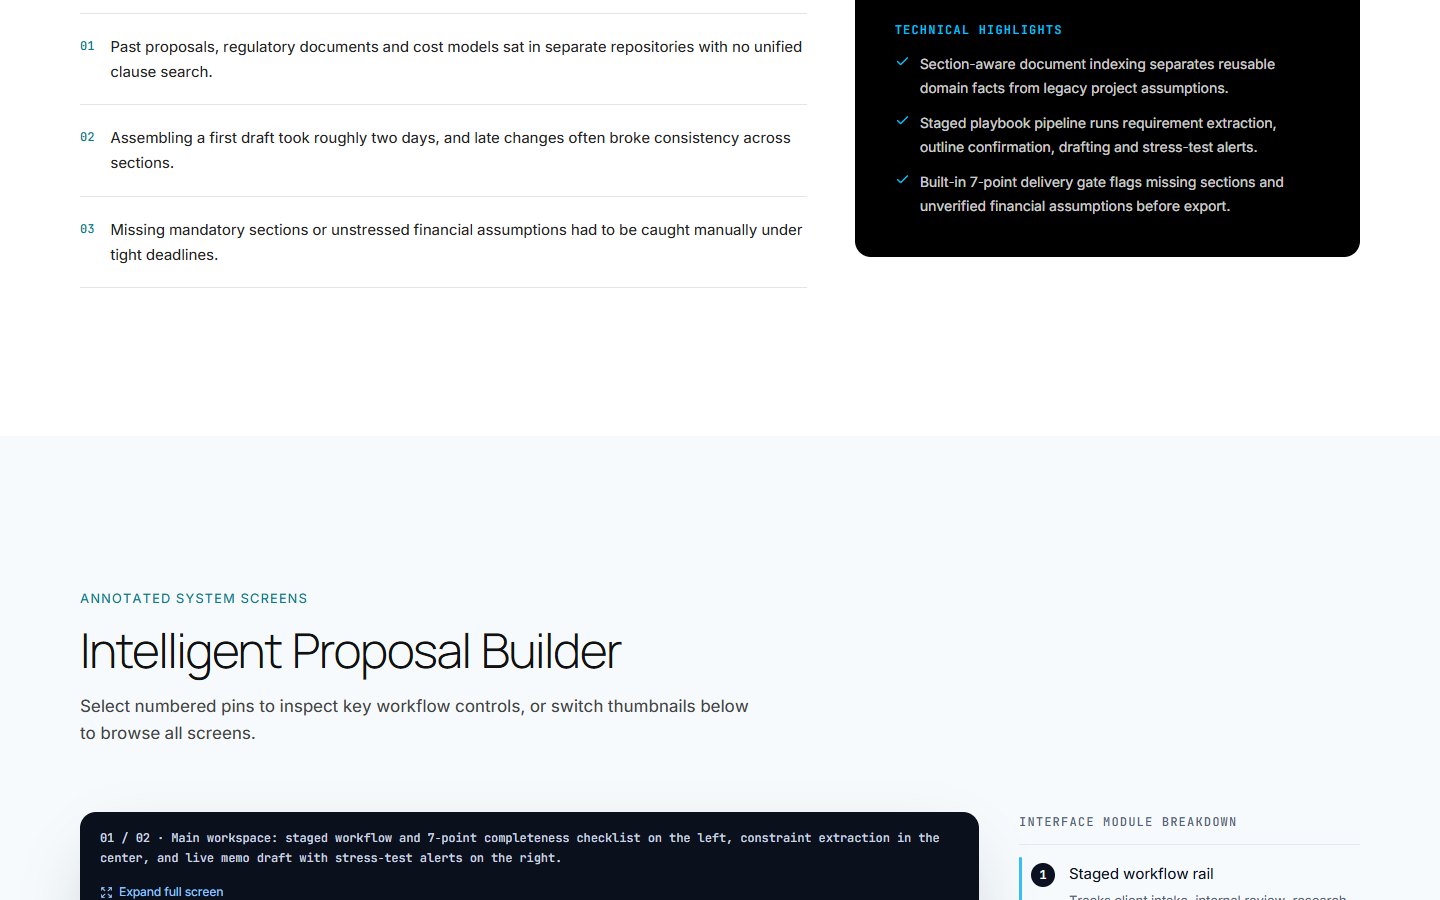 01 Past proposals, regulatory documents and cost models sat in separate repositories with no unified
clause search.
02 Assembling a first draft took roughly two days, and late changes often broke consistency across
sections.
03 Missing mandatory sections or unstressed financial assumptions had to be caught manually under
tight deadlines.
TECHNICAL HIGHLIGHTS
Section-aware document indexing separates reusable
domain facts from legacy project assumptions.
Staged playbook pipeline runs requirement extraction,
outline confirmation, drafting and stress-test alerts.
Built-in 7-point delivery gate flags missing sections and
unverified financial assumptions before export.
ANNOTATED SYSTEM SCREENS
Intelligent Proposal Builder
Select numbered pins to inspect key workflow controls, or switch thumbnails below
to browse all screens.
01 / 02 · Main workspace: staged workflow and 7-point completeness checklist on the left, constraint extraction in the
center, and live memo draft with stress-test alerts on the right.
Expand full screen
INTERFACE MODULE BREAKDOWN
1 Staged workflow rail
Tracks client intake, internal review, research